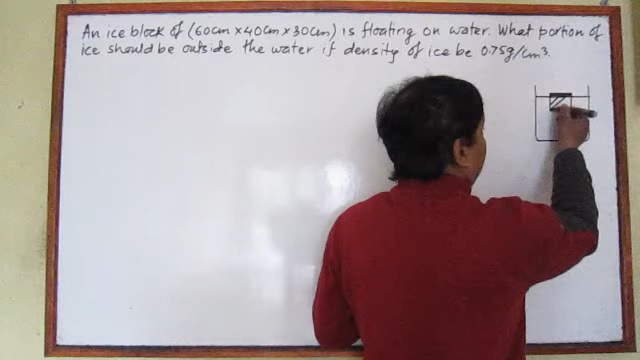 An ice block of (60cm × 40cm × 30cm) is floating on water. What portion of
ice should be outside the water if density of ice be 0.75g/cm³.